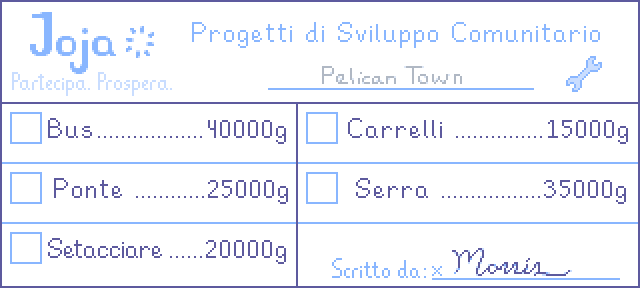 Joja Progetti di Sviluppo Comunitario
Partecipa. Prospera. Pelican Town
Bus..................40000g
Carrelli ...............15000g
Ponte ............25000g
Serra .................35000g
Setacciare ......20000g
Scritto da: x Morris